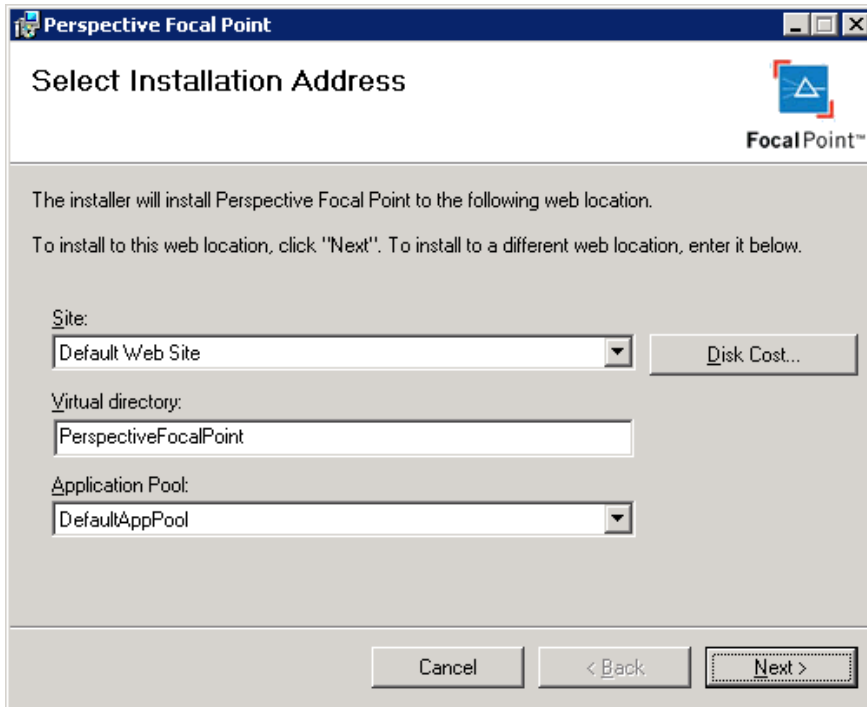 Perspective Focal Point
Select Installation Address
FocalPoint™
The installer will install Perspective Focal Point to the following web location.
To install to this web location, click "Next". To install to a different web location, enter it below.
Site:
Default Web Site
Disk Cost...
Virtual directory:
PerspectiveFocalPoint
Application Pool:
DefaultAppPool
Cancel
< Back
Next >